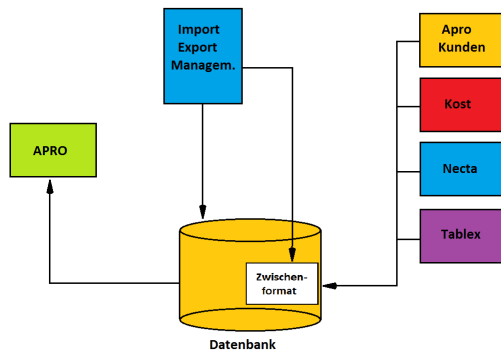 Import
Export
Managem.
Apro
Kunden
Kost
APRO
Necta
Tablex
Zwischen-
format
Datenbank